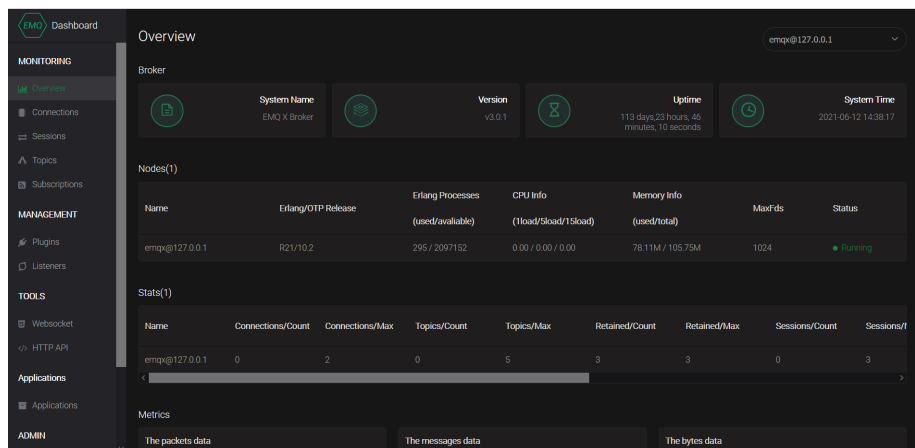 EMQ Dashboard
MONITORING
Overview
Connections
Sessions
Topics
Subscriptions
MANAGEMENT
Plugins
Listeners
TOOLS
Websocket
</> HTTP API
Applications
Applications
ADMIN
Overview
emqx@127.0.0.1
Broker
System Name
EMQ X Broker
Version
v3.0.1
Uptime
113 days,23 hours, 46
minutes, 10 seconds
System Time
2021-06-12 14:38:17
Nodes(1)
Name Erlang/OTP Release Erlang Processes (used/avaliable) CPU Info (1load/5load/15load) Memory Info (used/total) MaxFds Status
emqx@127.0.0.1 R21/10.2 295 / 2097152 0.00 / 0.00 / 0.00 78.11M / 105.75M 1024 Running
Stats(1)
Name Connections/Count Connections/Max Topics/Count Topics/Max Retained/Count Retained/Max Sessions/Count
emqx@127.0.0.1 0 2 0 5 3 3 0 3
Metrics
The packets data The messages data The bytes data